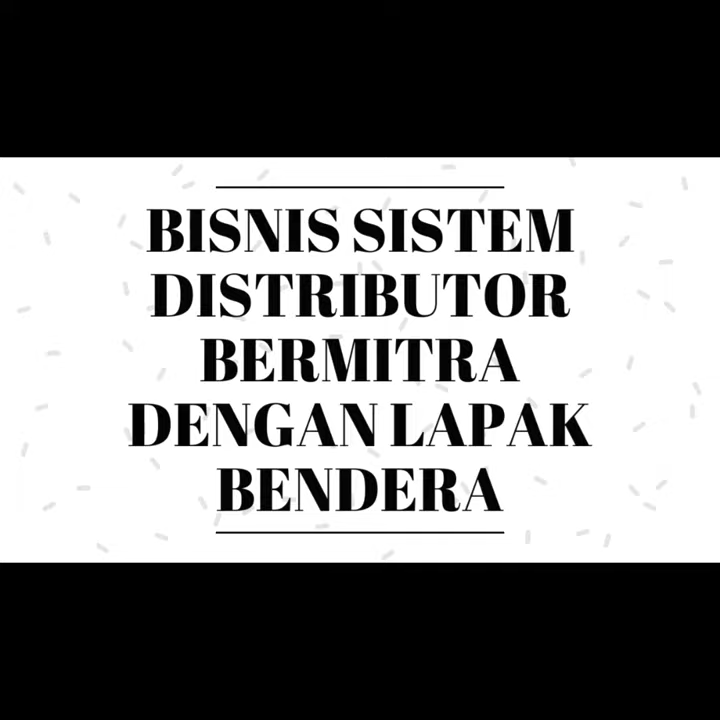 BISNIS SISTEM
DISTRIBUTOR
BERMITRA
DENGAN LAPAK
BENDERA